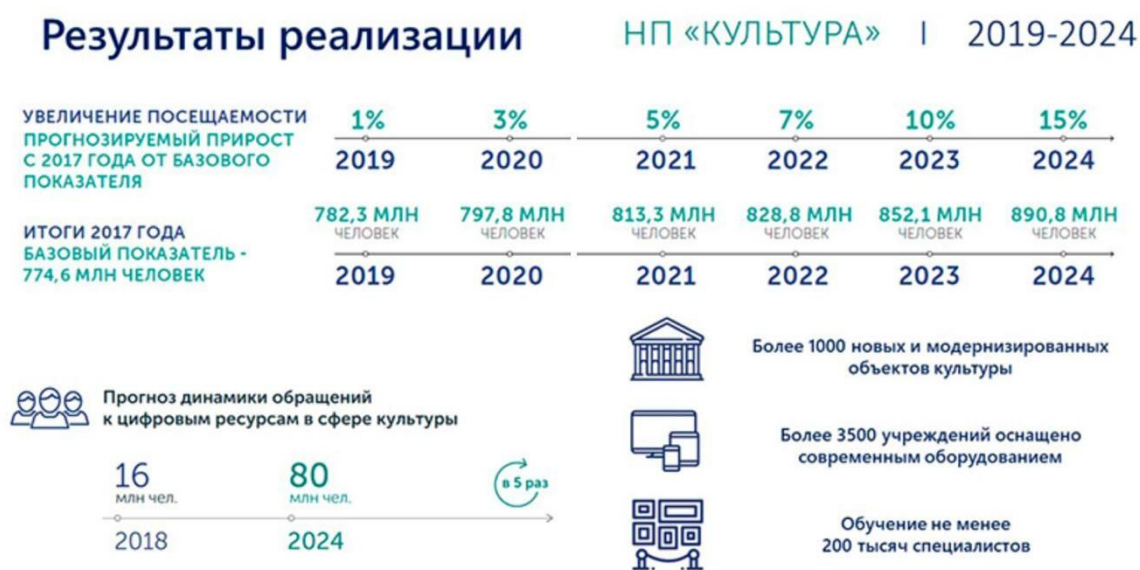 Результаты реализации
НП «КУЛЬТУРА» | 2019-2024
УВЕЛИЧЕНИЕ ПОСЕЩАЕМОСТИ
ПРОГНОЗИРУЕМЫЙ ПРИРОСТ
С 2017 ГОДА ОТ БАЗОВОГО
ПОКАЗАТЕЛЯ
1% 3% 5% 7% 10% 15%
2019 2020 2021 2022 2023 2024
ИТОГИ 2017 ГОДА
БАЗОВЫЙ ПОКАЗАТЕЛЬ -
774,6 МЛН ЧЕЛОВЕК
782,3 МЛН 797,8 МЛН 813,3 МЛН 828,8 МЛН 852,1 МЛН 890,8 МЛН
ЧЕЛОВЕК ЧЕЛОВЕК ЧЕЛОВЕК ЧЕЛОВЕК ЧЕЛОВЕК ЧЕЛОВЕК
2019 2020 2021 2022 2023 2024
Прогноз динамики обращений
к цифровым ресурсам в сфере культуры
16 80
млн чел. млн чел.
в 5 раз
2018 2024
Более 1000 новых и модернизированных
объектов культуры
Более 3500 учреждений оснащено
современным оборудованием
Обучение не менее
200 тысяч специалистов